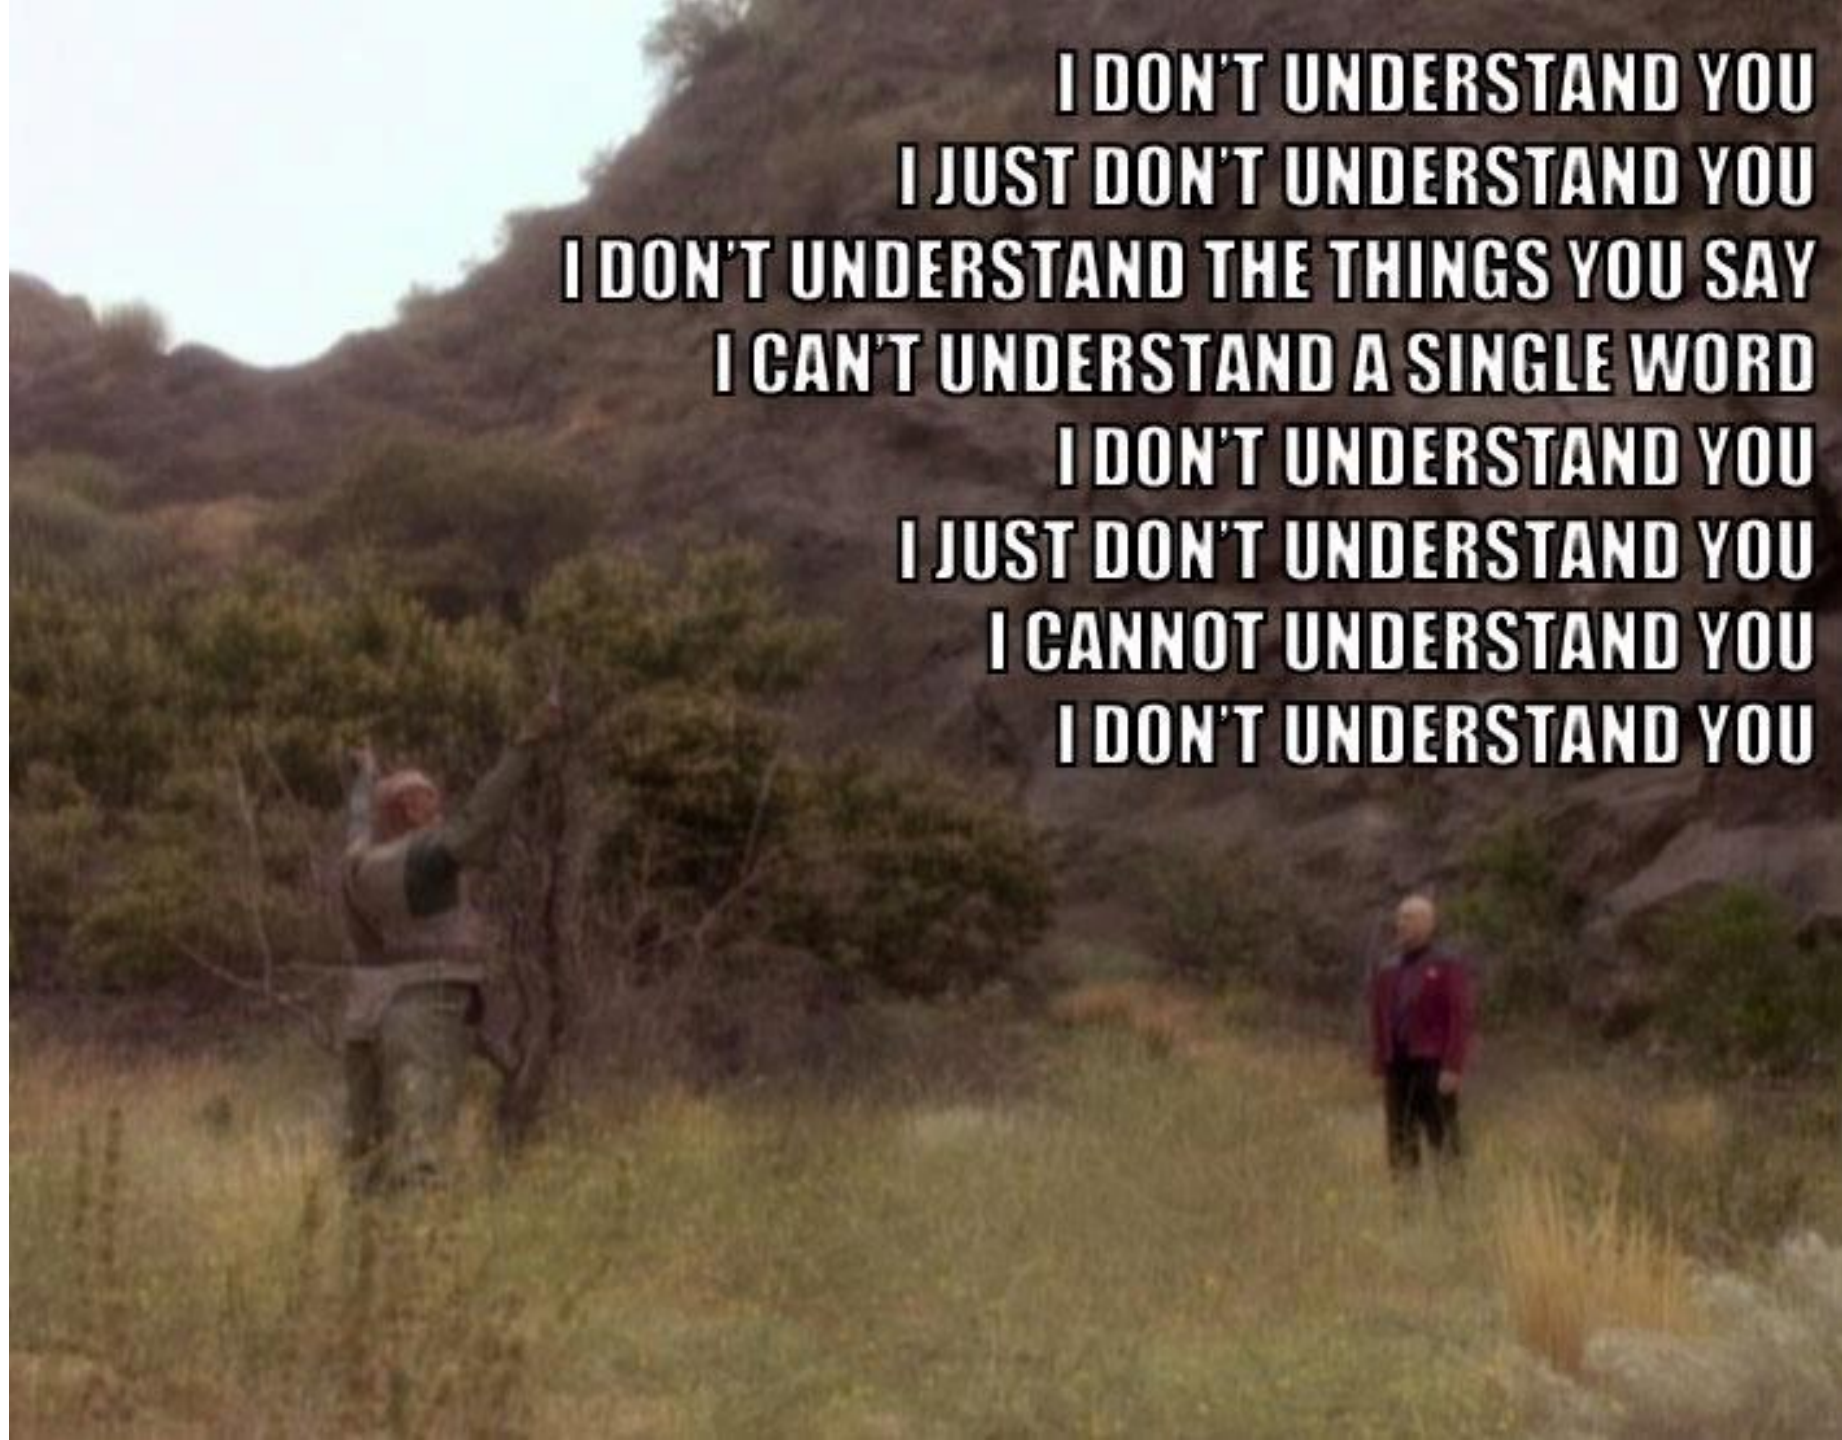 I DON'T UNDERSTAND YOU
I JUST DON'T UNDERSTAND YOU
I DON'T UNDERSTAND THE THINGS YOU SAY
I CAN'T UNDERSTAND A SINGLE WORD
I DON'T UNDERSTAND YOU
I JUST DON'T UNDERSTAND YOU
I CANNOT UNDERSTAND YOU
I DON'T UNDERSTAND YOU